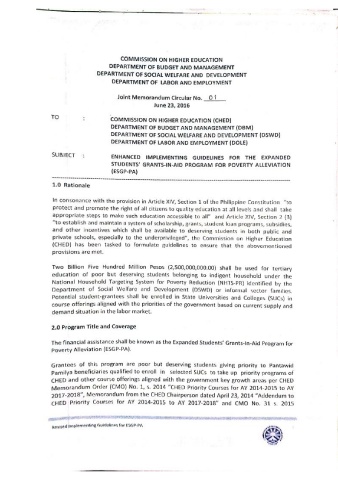 COMMISSION ON HIGHER EDUCATION
DEPARTMENT OF BUDGET AND MANAGEMENT
DEPARTMENT OF SOCIAL WELFARE AND DEVELOPMENT
DEPARTMENT OF LABOR AND EMPLOYMENT
Joint Memorandum Circular No. 01
June 23, 2016
TO : COMMISSION ON HIGHER EDUCATION (CHED)
DEPARTMENT OF BUDGET AND MANAGEMENT (DBM)
DEPARTMENT OF SOCIAL WELFARE AND DEVELOPMENT (DSWD)
DEPARTMENT OF LABOR AND EMPLOYMENT (DOLE)
SUBJECT : ENHANCED IMPLEMENTING GUIDELINES FOR THE EXPANDED
STUDENTS' GRANTS-IN-AID PROGRAM FOR POVERTY ALLEVIATION
(ESGP-PA)
1.0 Rationale
In consonance with the provision in Article XIV, Section 1 of the Philippine Constitution "to
protect and promote the right of all citizens to quality education at all levels and shall take
appropriate steps to make such education accessible to all" and Article XIV, Section 2 (3)
"to establish and maintain a system of scholarship, grants, student loan programs, subsidies,
and other incentives which shall be available to deserving students in both public and
private schools, especially to the underprivileged", the Commission on Higher Education
(CHED) has been tasked to formulate guidelines to ensure that the abovementioned
provisions are met.
Two Billion Five Hundred Million Pesos (2,500,000,000.00) shall be used for tertiary
education of poor but deserving students belonging to indigent household under the
National Household Targeting System for Poverty Reduction (NHTS-PR) identified by the
Department of Social Welfare and Development (DSWD) or informal sector families.
Potential student-grantees shall be enrolled in State Universities and Colleges (SUCs) in
course offerings aligned with the priorities of the government based on current supply and
demand situation in the labor market.
2.0 Program Title and Coverage
The financial assistance shall be known as the Expanded Students' Grants-in-Aid Program for
Poverty Alleviation (ESGP-PA).
Grantees of this program are poor but deserving students giving priority to Pantawid
Pamilya beneficiaries qualified to enroll in selected SUCs to take up priority programs of
CHED and other course offerings aligned with the government key growth areas per CHED
Memorandum Order (CMO) No. 1, s. 2014 "CHED Priority Courses for AY 2014-2015 to AY
2017-2018", Memorandum from the CHED Chairperson dated April 23, 2014 "Addendum to
CHED Priority Courses for AY 2014-2015 to AY 2017-2018" and CMO No. 31 s. 2015
Revised Implementing Guidelines for ESGP-PA